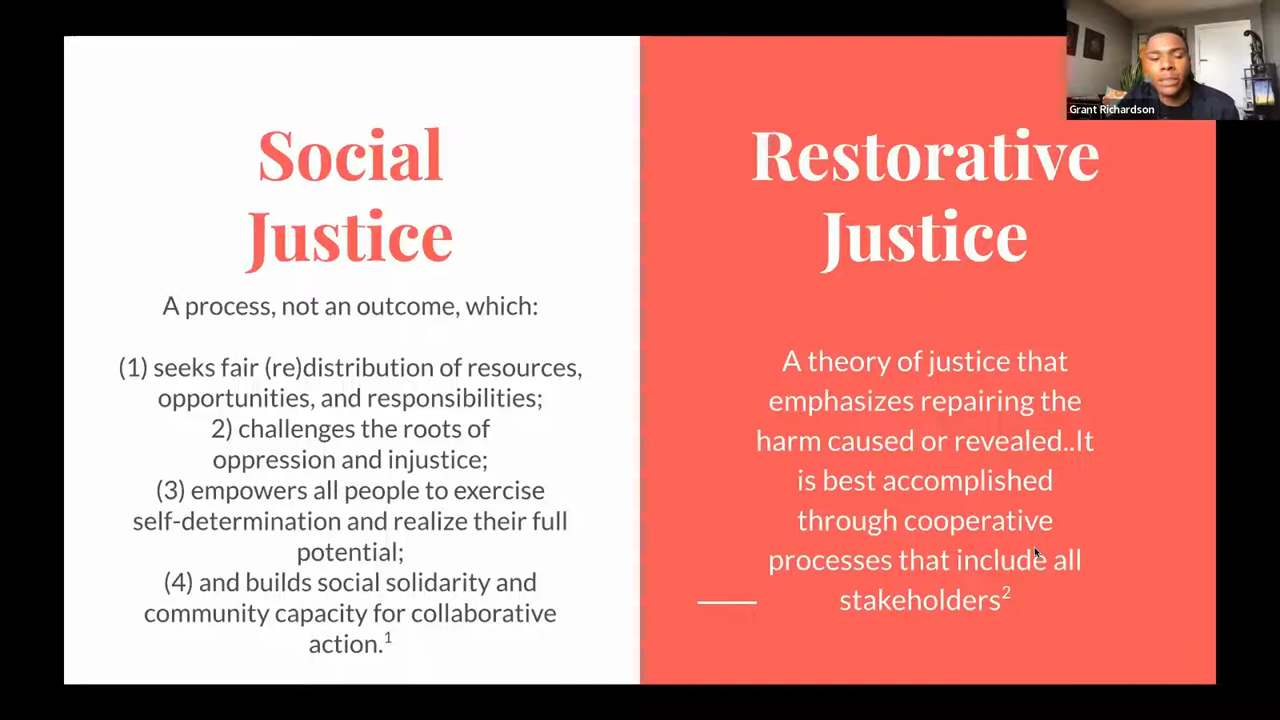 Social
Justice
A process, not an outcome, which:
(1) seeks fair (re)distribution of resources,
opportunities, and responsibilities;
2) challenges the roots of
oppression and injustice;
(3) empowers all people to exercise
self-determination and realize their full
potential;
(4) and builds social solidarity and
community capacity for collaborative
action.1
Restorative
Justice
A theory of justice that
emphasizes repairing the
harm caused or revealed..It
is best accomplished
through cooperative
processes that include all
stakeholders2
Grant Richardson